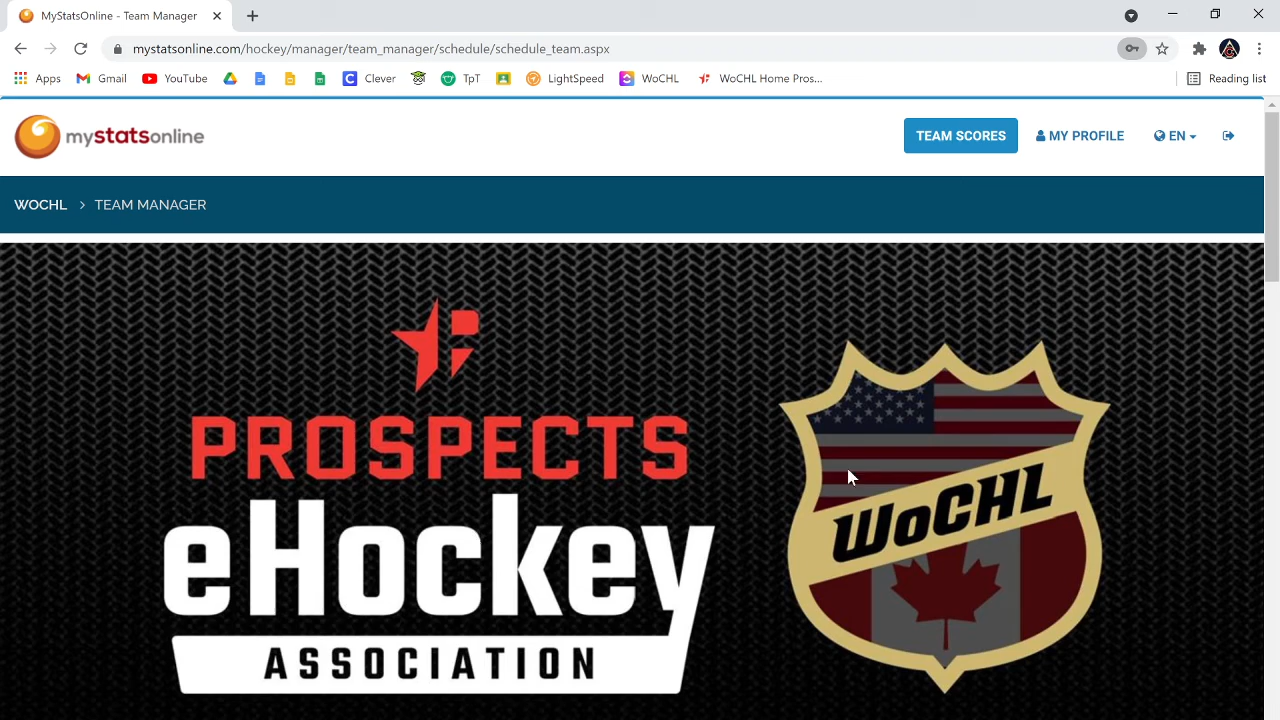 MyStatsOnline - Team Manager
mystatsonline.com/hockey/manager/team_manager/schedule/schedule_team.aspx
Apps Gmail YouTube Clever TpT LightSpeed WoCHL WoCHL Home Pros... Reading list
mystatsonline TEAM SCORES MY PROFILE EN
WOCHL > TEAM MANAGER
PROSPECTS
eHockey
ASSOCIATION
WoCHL